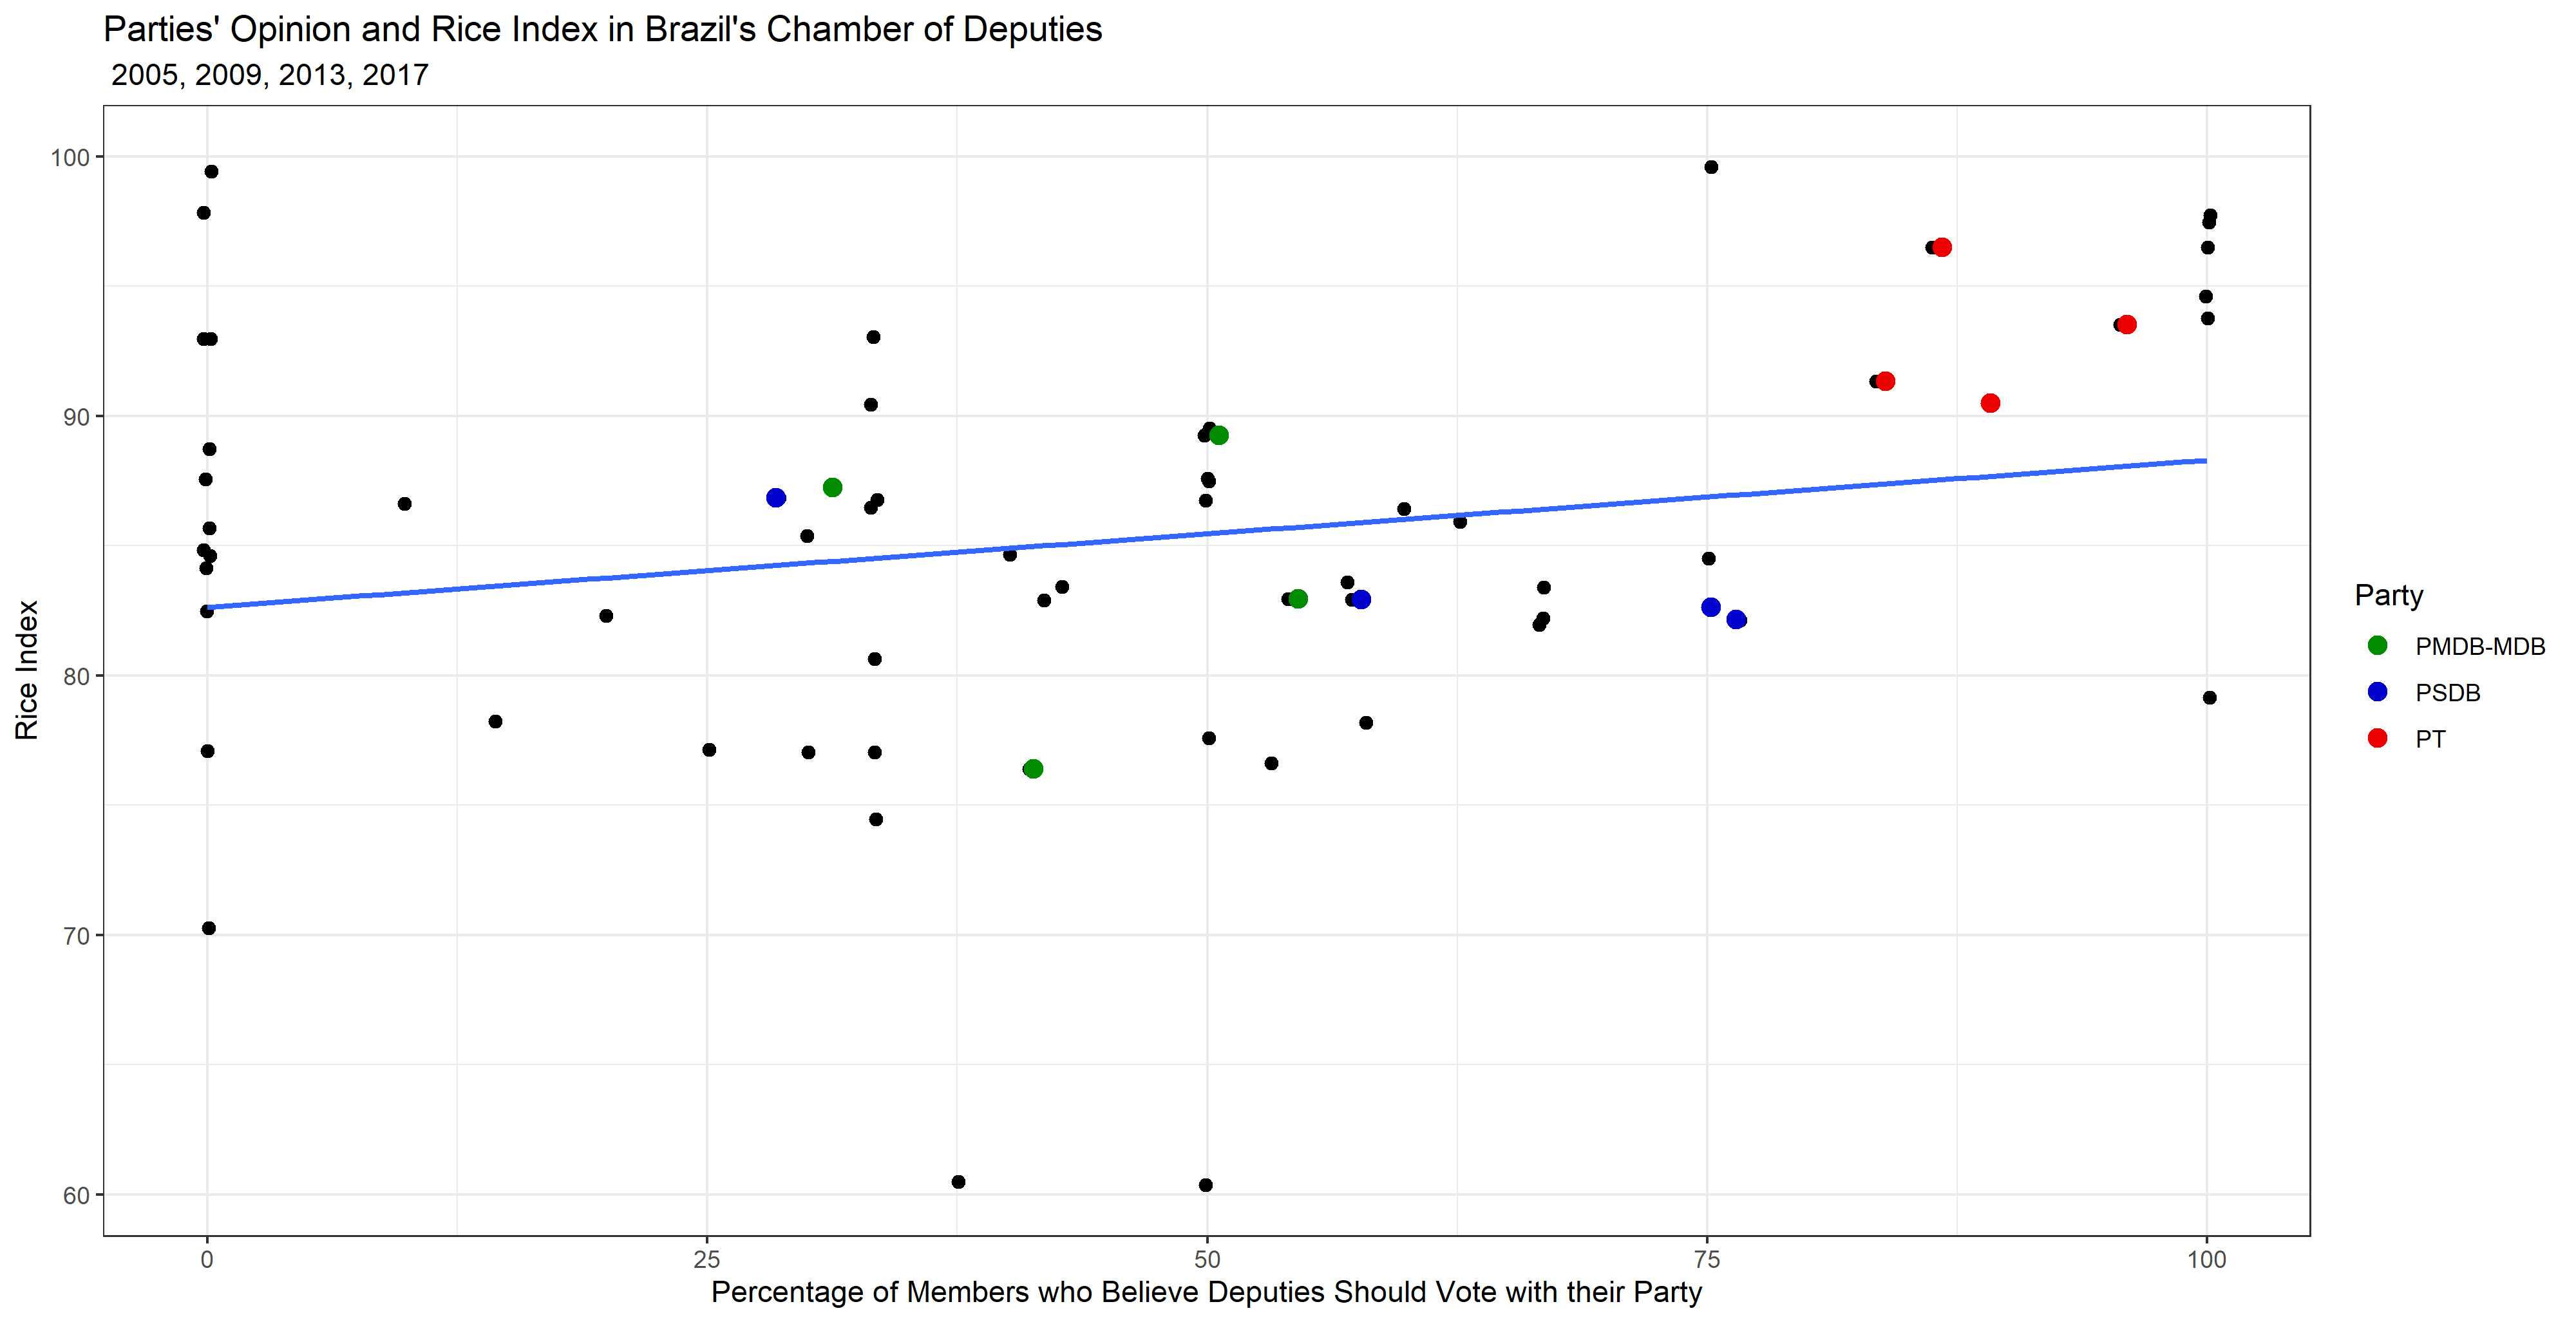 Parties' Opinion and Rice Index in Brazil's Chamber of Deputies
2005, 2009, 2013, 2017
Rice Index
100
90
80
70
60
0 25 50 75 100
Percentage of Members who Believe Deputies Should Vote with their Party
Party
PMDB-MDB
PSDB
PT